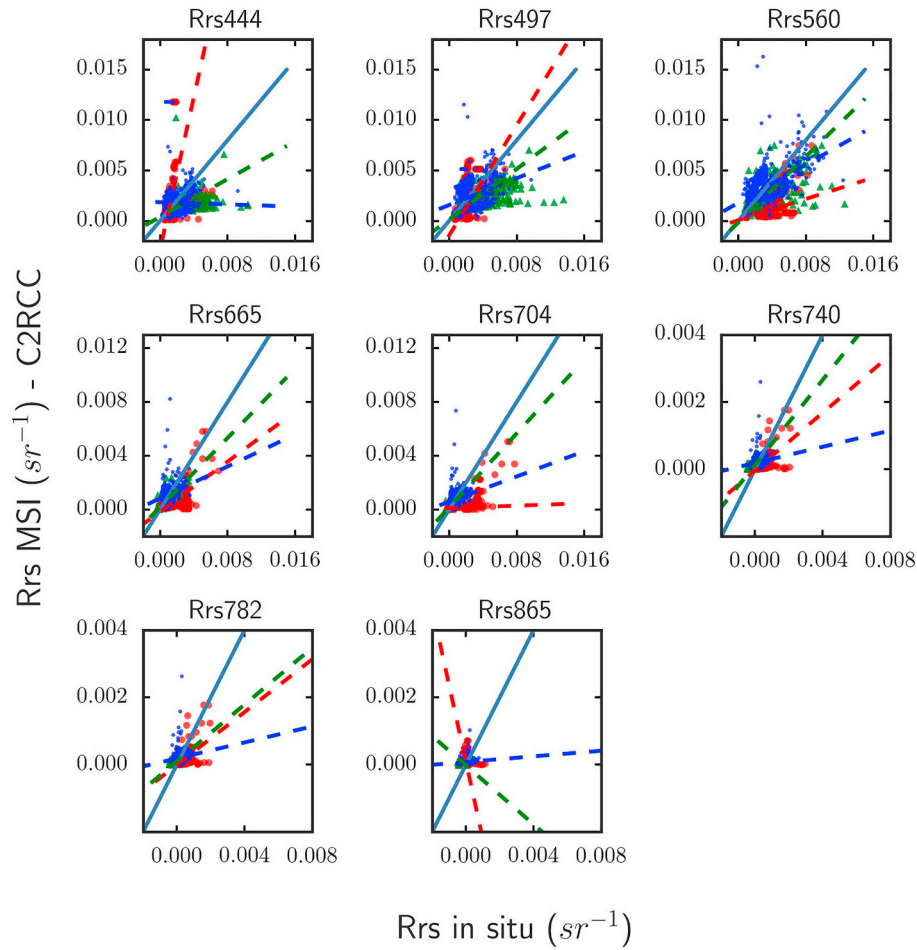 Rrs444 Rrs497 Rrs560
0.015 0.015 0.015
0.010 0.010 0.010
0.005 0.005 0.005
0.000 0.000 0.000
0.000 0.008 0.016 0.000 0.008 0.016 0.000 0.008 0.016
Rrs665 Rrs704 Rrs740
0.012 0.012 0.004
0.008 0.008 0.002
0.004 0.004 0.000
0.000 0.000
0.000 0.008 0.016 0.000 0.008 0.016 0.000 0.004 0.008
Rrs782 Rrs865
0.004 0.004
0.002 0.002
0.000 0.000
0.000 0.004 0.008 0.000 0.004 0.008
Rrs MSI (sr⁻¹) - C2RCC
Rrs in situ (sr⁻¹)